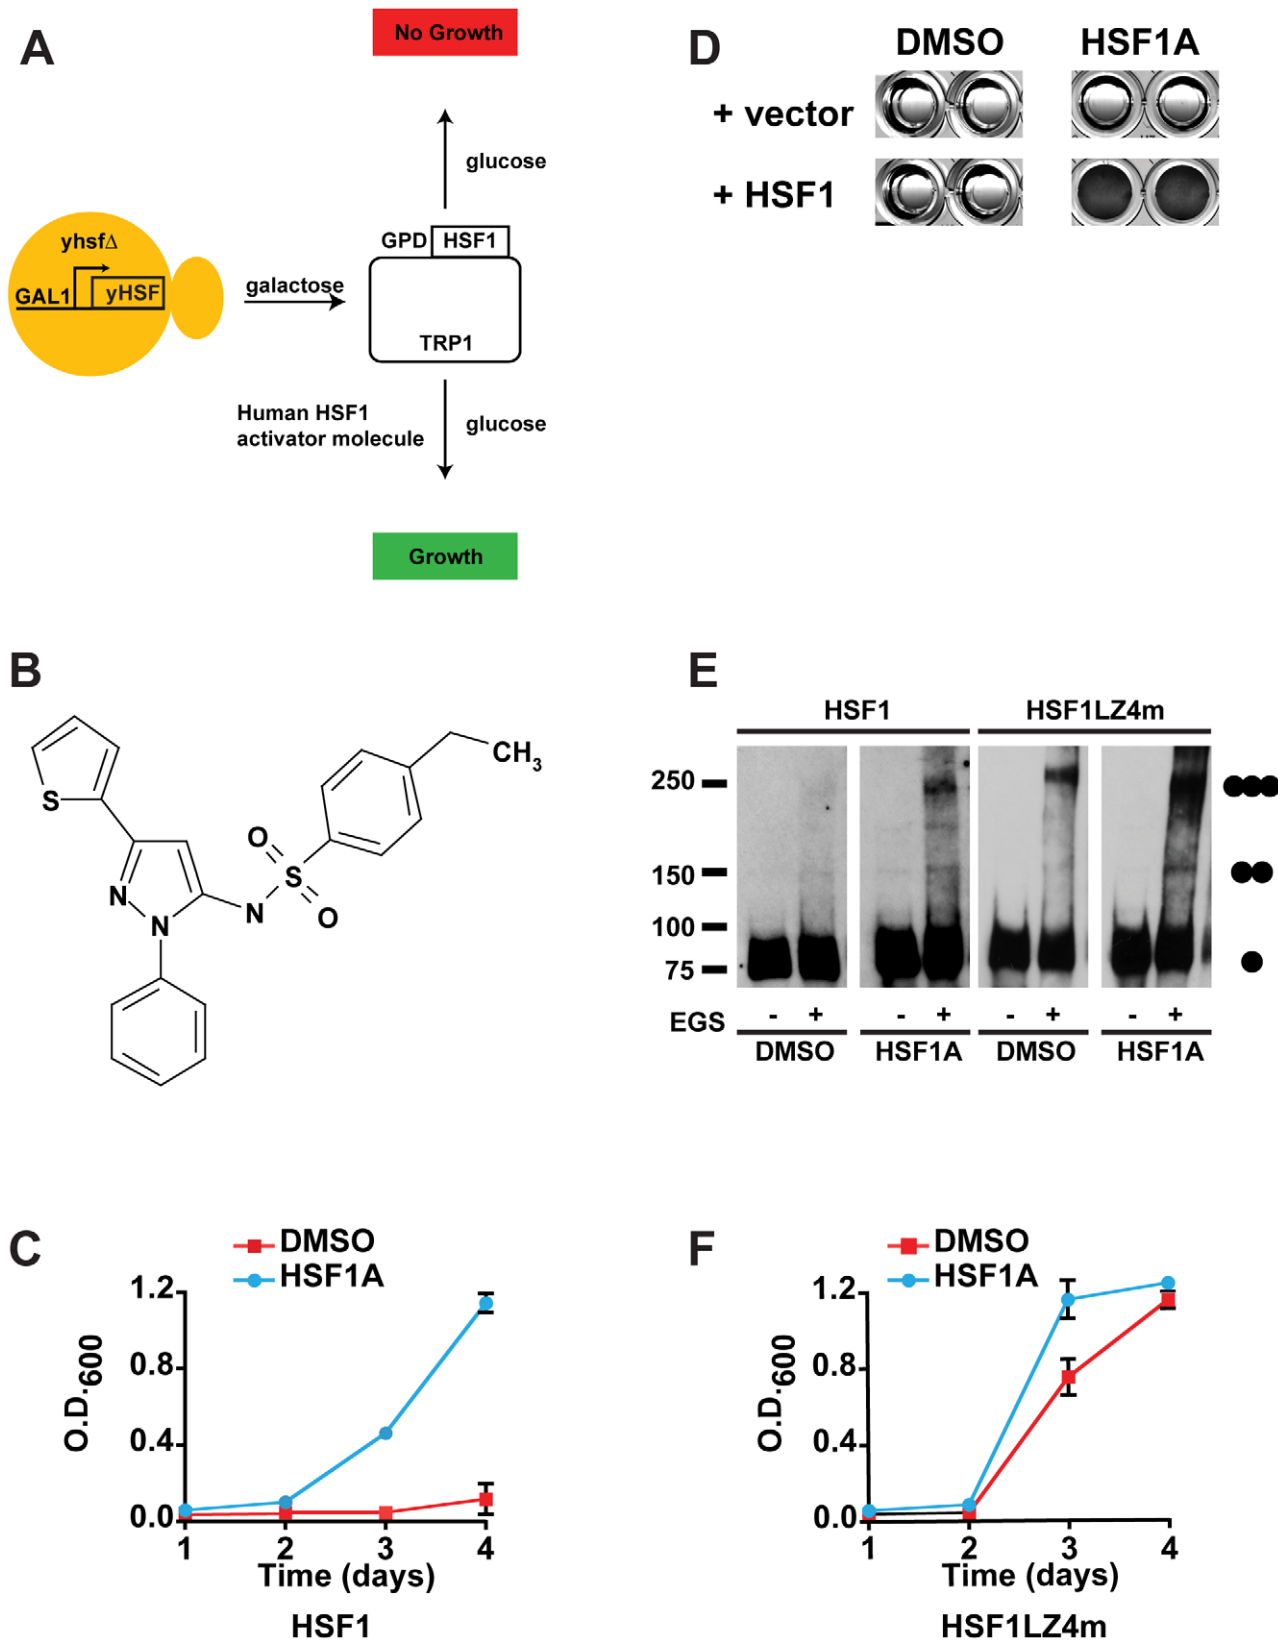 A
No Growth
glucose
yhsfΔ
GAL1
yHSF
galactose
GPD
HSF1
TRP1
Human HSF1
activator molecule
glucose
Growth
B
S
N
N
N
S
O
O
CH3
C
DMSO
HSF1A
1.2
0.8
0.4
0.0
O.D.600
1 2 3 4
Time (days)
HSF1
D
DMSO HSF1A
+ vector
+ HSF1
E
HSF1 HSF1LZ4m
250
150
100
75
EGS - + - + - + - +
DMSO HSF1A DMSO HSF1A
F
DMSO
HSF1A
1.2
0.8
0.4
0.0
O.D.600
1 2 3 4
Time (days)
HSF1LZ4m